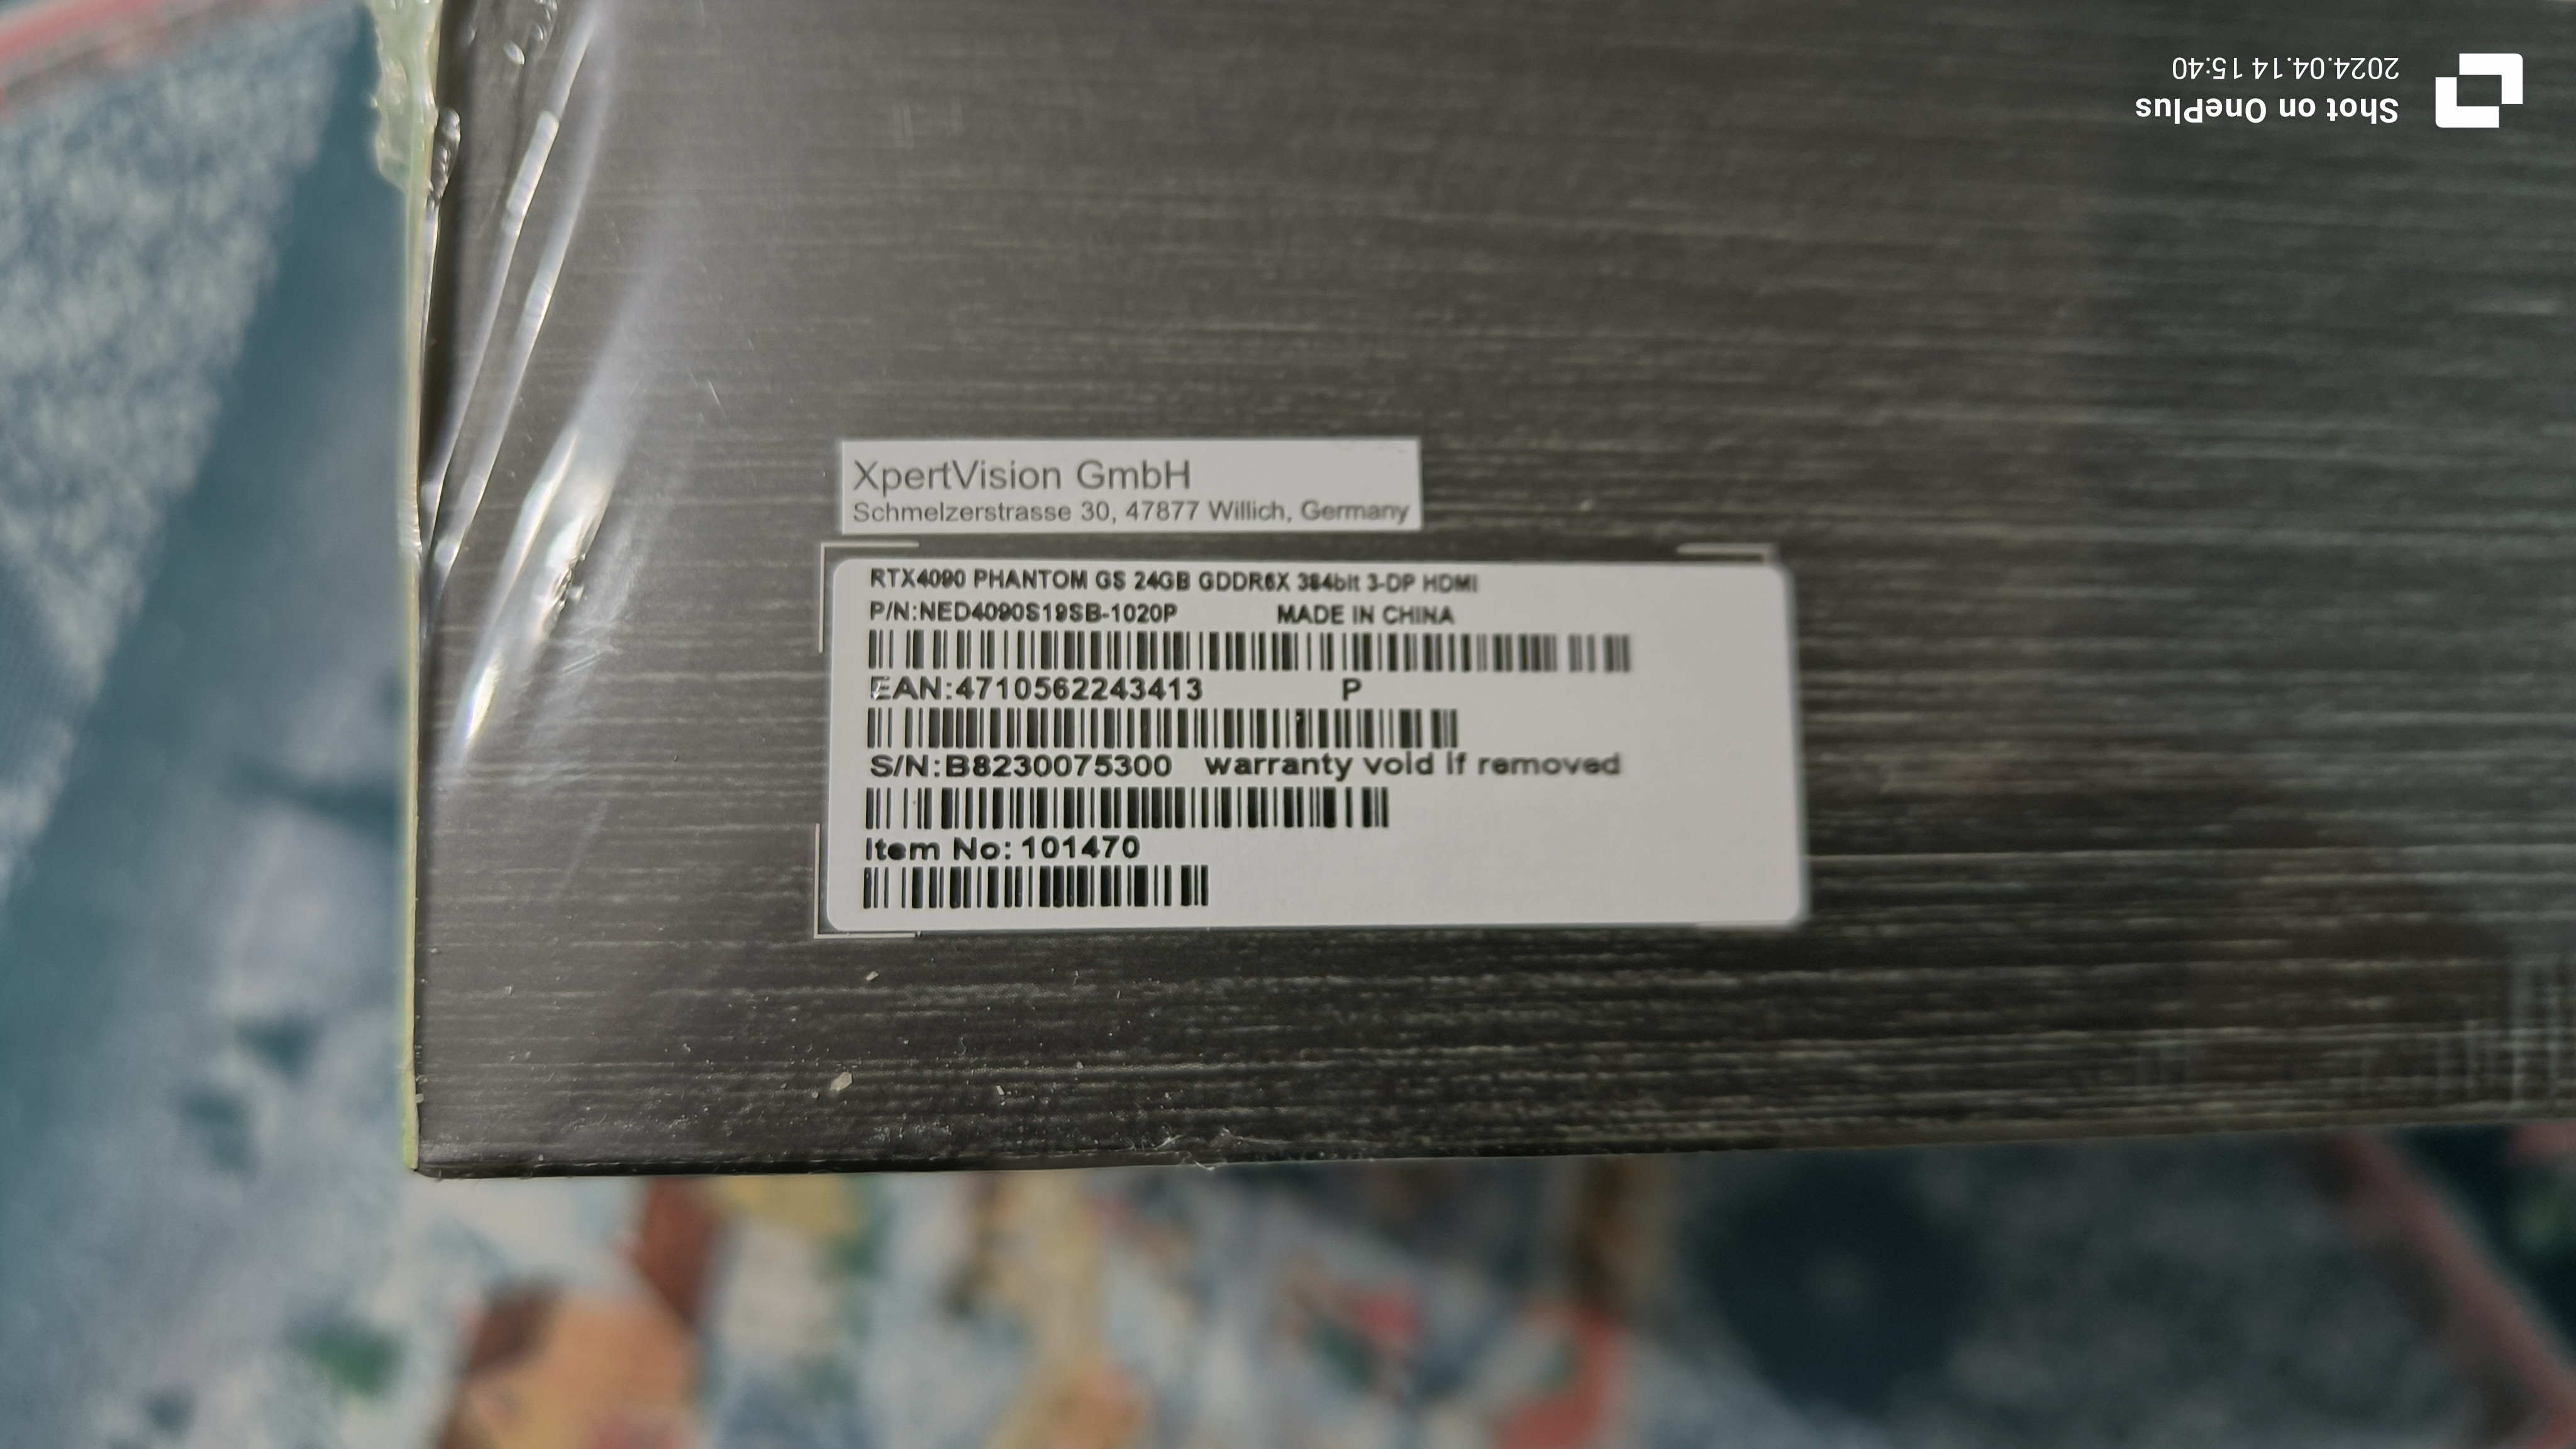 XpertVision GmbH
Schmelzerstrasse 30, 47877 Willich, Germany
RTX4090 PHANTOM GS 24GB GDDR6X 384bit 3-DP HDMI
P/N:NED4090S19SB-1020P MADE IN CHINA
EAN:4710562243413 P
S/N:B8230075300 warranty void if removed
Item No: 101470
Shot on OnePlus
2024.04.14 15:40